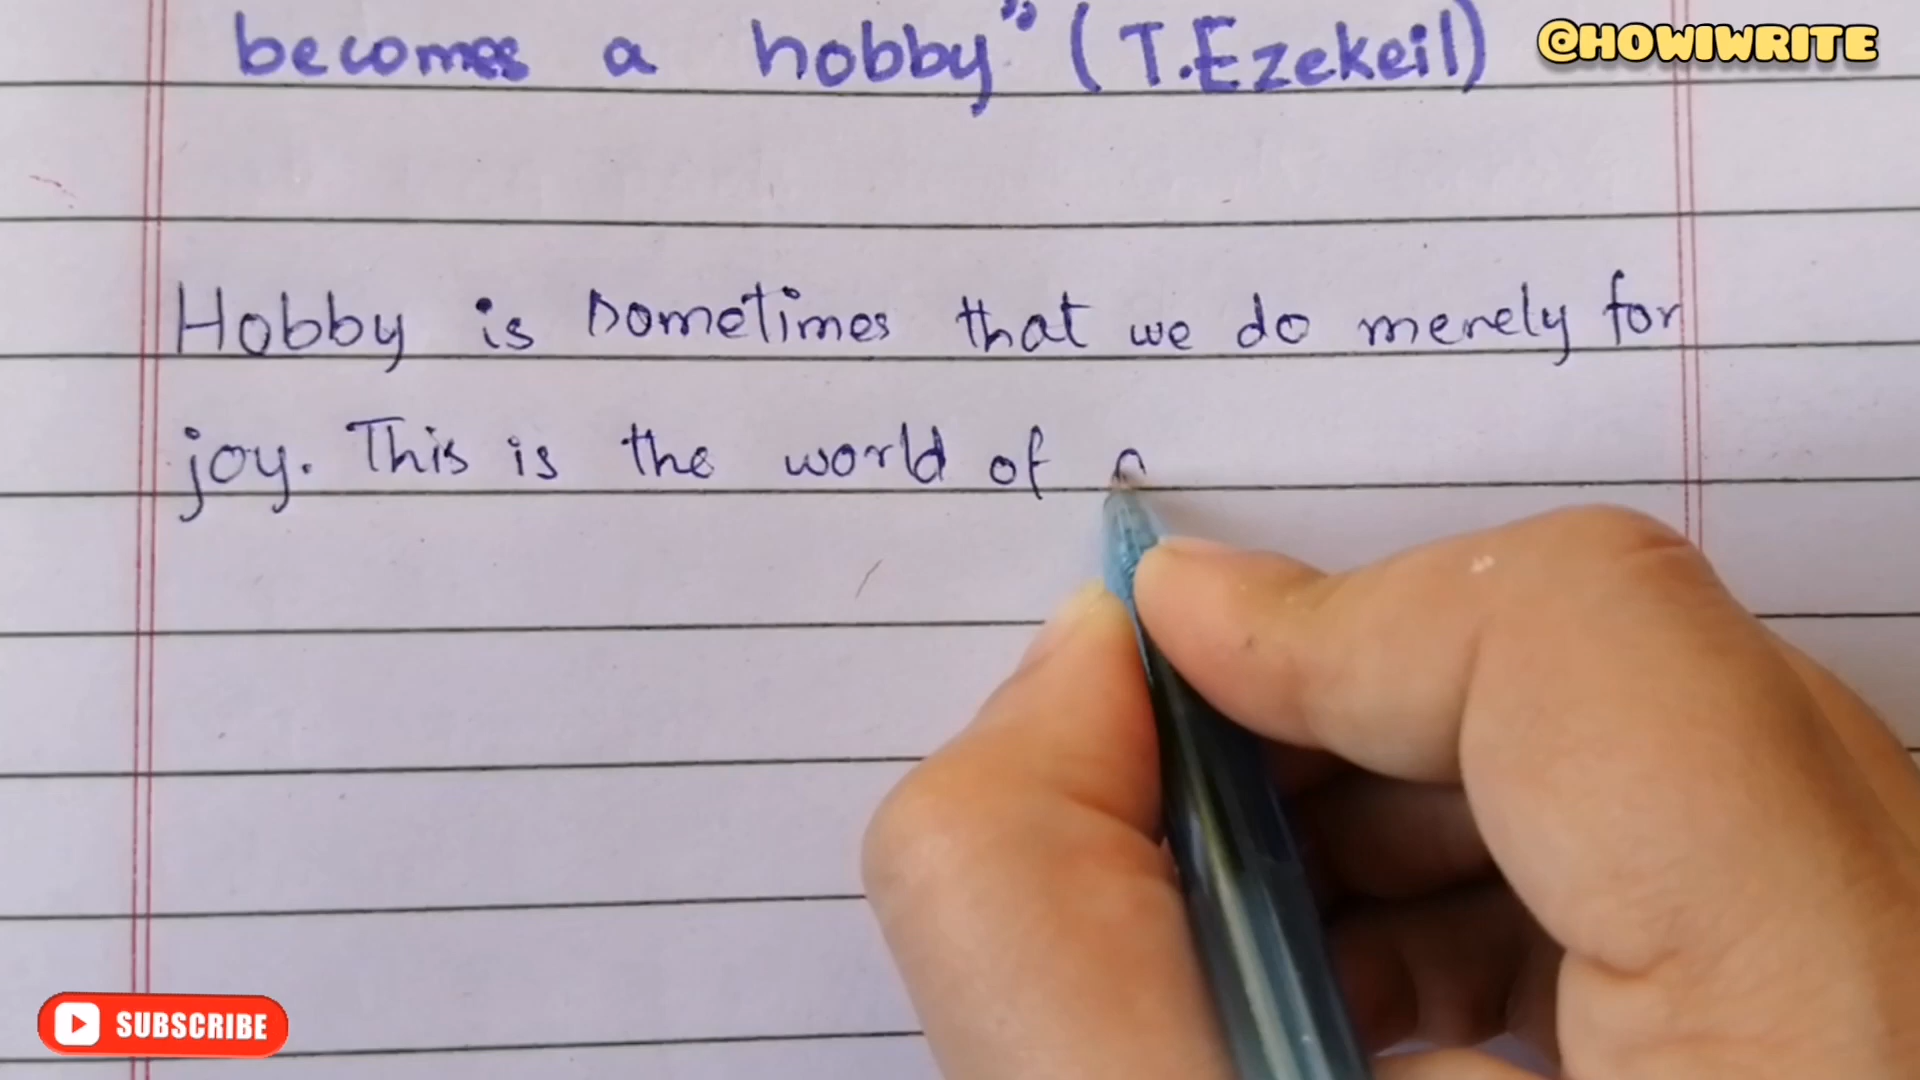 becomes a hobby" (T.Ezekeil)
@HOWIWRITE
Hobby is sometimes that we do merely for
joy. This is the world of
SUBSCRIBE